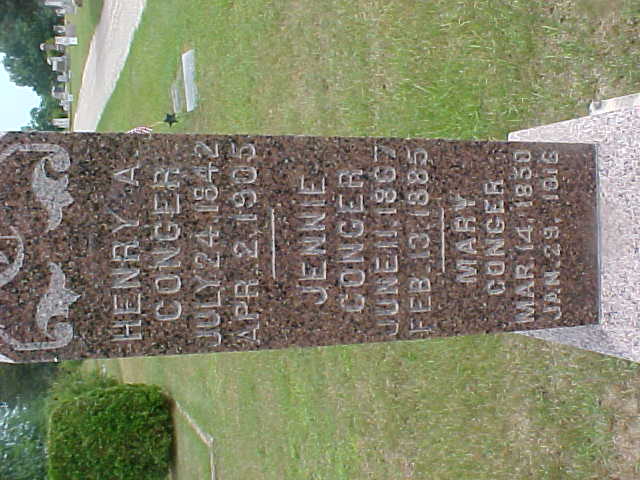 HENRY A.
CONGER
JULY 24, 1842
APR. 2, 1905
JENNIE
CONGER
JUNE 11, 1867
FEB. 13, 1885
MARY
CONGER
MAR 14, 1850
JAN 29, 1916